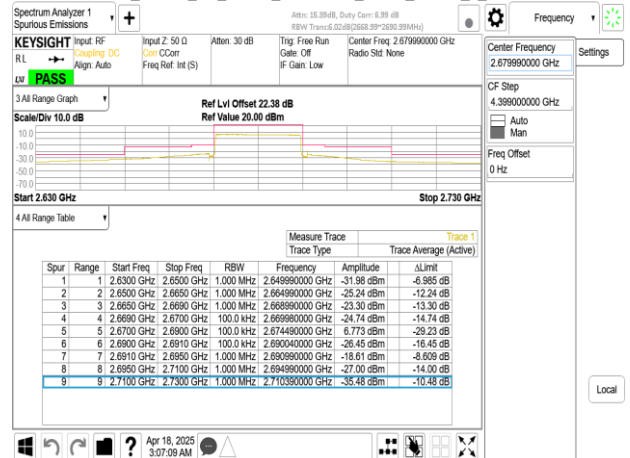 Spectrum Analyzer 1
Spurious Emissions
Attn: 15.39dB, Duty Corr: 6.99 dB
RBW Trans:6.02dB(2668.99~2690.99MHz)
Frequency
KEYSIGHT
RL
LXI
PASS
Input: RF
Coupling: DC
Align: Auto
Input Z: 50 Ω
Corr CCorr
Freq Ref: Int (S)
Atten: 30 dB
Trig: Free Run
Gate: Off
IF Gain: Low
Center Freq: 2.679990000 GHz
Radio Std: None
Center Frequency
2.679990000 GHz
Settings
CF Step
4.399000000 GHz
Auto
Man
Freq Offset
0 Hz
3 All Range Graph
Scale/Div 10.0 dB
Ref Lvl Offset 22.38 dB
Ref Value 20.00 dBm
10.0
-10.0
-30.0
-50.0
-70.0
Start 2.630 GHz
Stop 2.730 GHz
4 All Range Table
Measure Trace Trace 1
Trace Type Trace Average (Active)
Spur Range Start Freq Stop Freq RBW Frequency Amplitude ΔLimit
1 1 2.6300 GHz 2.6500 GHz 1.000 MHz 2.649990000 GHz -31.98 dBm -6.985 dB
2 2 2.6500 GHz 2.6650 GHz 1.000 MHz 2.664990000 GHz -25.24 dBm -12.24 dB
3 3 2.6650 GHz 2.6690 GHz 1.000 MHz 2.668990000 GHz -23.30 dBm -13.30 dB
4 4 2.6690 GHz 2.6700 GHz 100.0 kHz 2.669980000 GHz -24.74 dBm -14.74 dB
5 5 2.6700 GHz 2.6900 GHz 100.0 kHz 2.674490000 GHz 6.773 dBm -29.23 dB
6 6 2.6900 GHz 2.6910 GHz 100.0 kHz 2.690040000 GHz -26.45 dBm -16.45 dB
7 7 2.6910 GHz 2.6950 GHz 1.000 MHz 2.690990000 GHz -18.61 dBm -8.609 dB
8 8 2.6950 GHz 2.7100 GHz 1.000 MHz 2.694990000 GHz -27.00 dBm -14.00 dB
9 9 2.7100 GHz 2.7300 GHz 1.000 MHz 2.710390000 GHz -35.48 dBm -10.48 dB
Local
Apr 18, 2025
3:07:09 AM